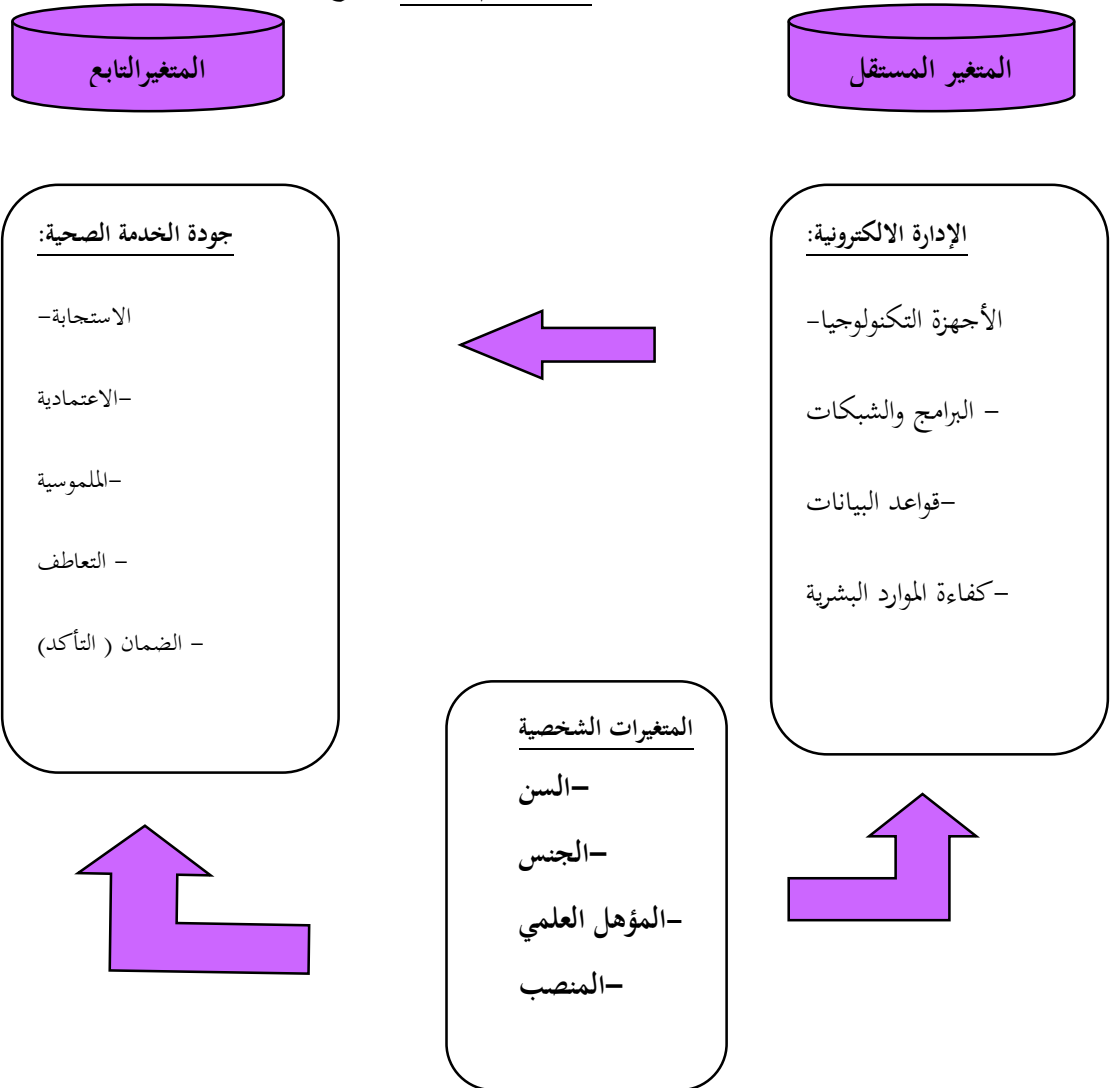 المتغير المستقل
المتغيرالتابع
الإدارة الالكترونية:
الأجهزة التكنولوجيا-
- البرامج والشبكات
-قواعد البيانات
-كفاءة الموارد البشرية
جودة الخدمة الصحية:
الاستجابة-
-الاعتمادية
-الملموسية
- التعاطف
- الضمان ( التأكد)
المتغيرات الشخصية
-السن
-الجنس
-المؤهل العلمي
-المنصب